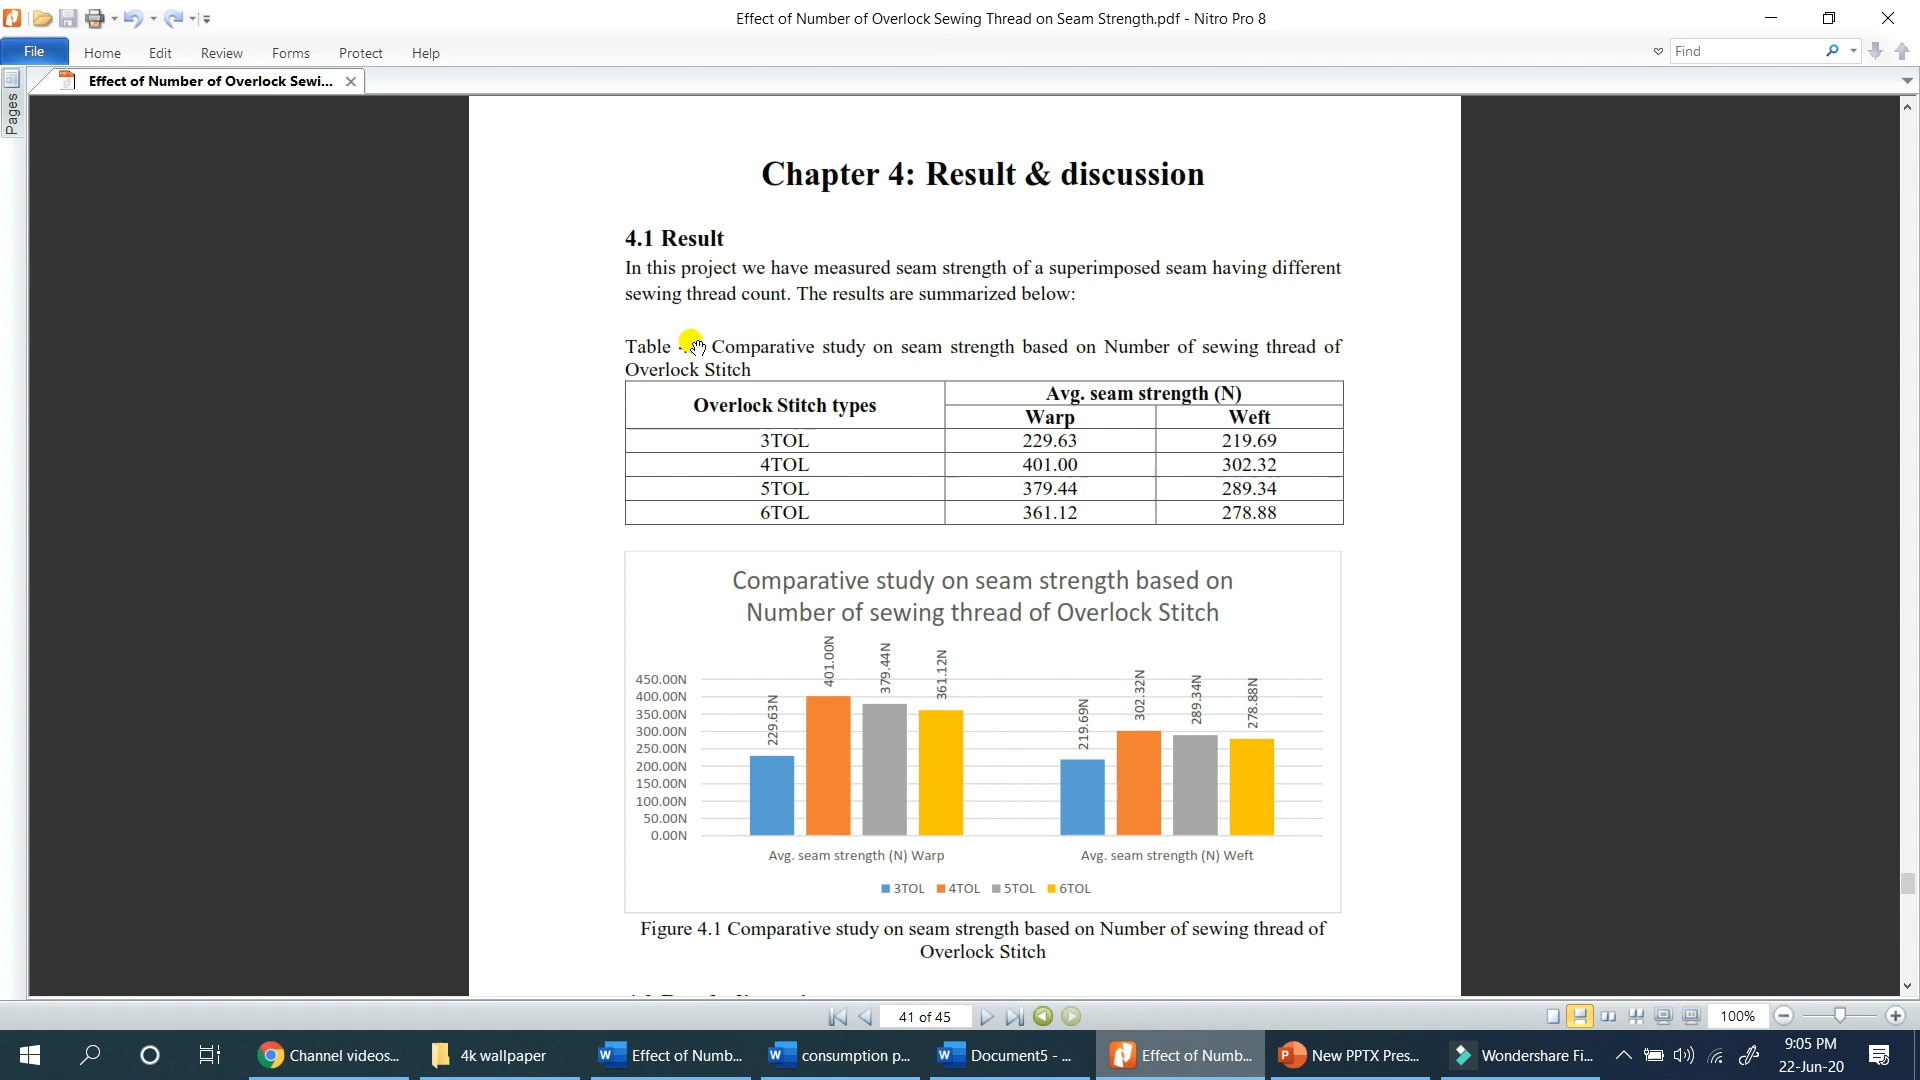 Effect of Number of Overlock Sewing Thread on Seam Strength.pdf - Nitro Pro 8
File Home Edit Review Forms Protect Help Find
Effect of Number of Overlock Sewi...
Pages
Chapter 4: Result & discussion
4.1 Result
In this project we have measured seam strength of a superimposed seam having different
sewing thread count. The results are summarized below:
Table Comparative study on seam strength based on Number of sewing thread of
Overlock Stitch
Overlock Stitch types Avg. seam strength (N)
Warp Weft
3TOL 229.63 219.69
4TOL 401.00 302.32
5TOL 379.44 289.34
6TOL 361.12 278.88
Comparative study on seam strength based on
Number of sewing thread of Overlock Stitch
450.00N
400.00N
350.00N
300.00N
250.00N
200.00N
150.00N
100.00N
50.00N
0.00N
229.63N
401.00N
379.44N
361.12N
219.69N
302.32N
289.34N
278.88N
Avg. seam strength (N) Warp Avg. seam strength (N) Weft
3TOL 4TOL 5TOL 6TOL
Figure 4.1 Comparative study on seam strength based on Number of sewing thread of
Overlock Stitch
41 of 45 100%
Channel videos... 4k wallpaper Effect of Numb... consumption p... Document5 - ... Effect of Numb... New PPTX Pres... Wondershare Fi... 9:05 PM
22-Jun-20